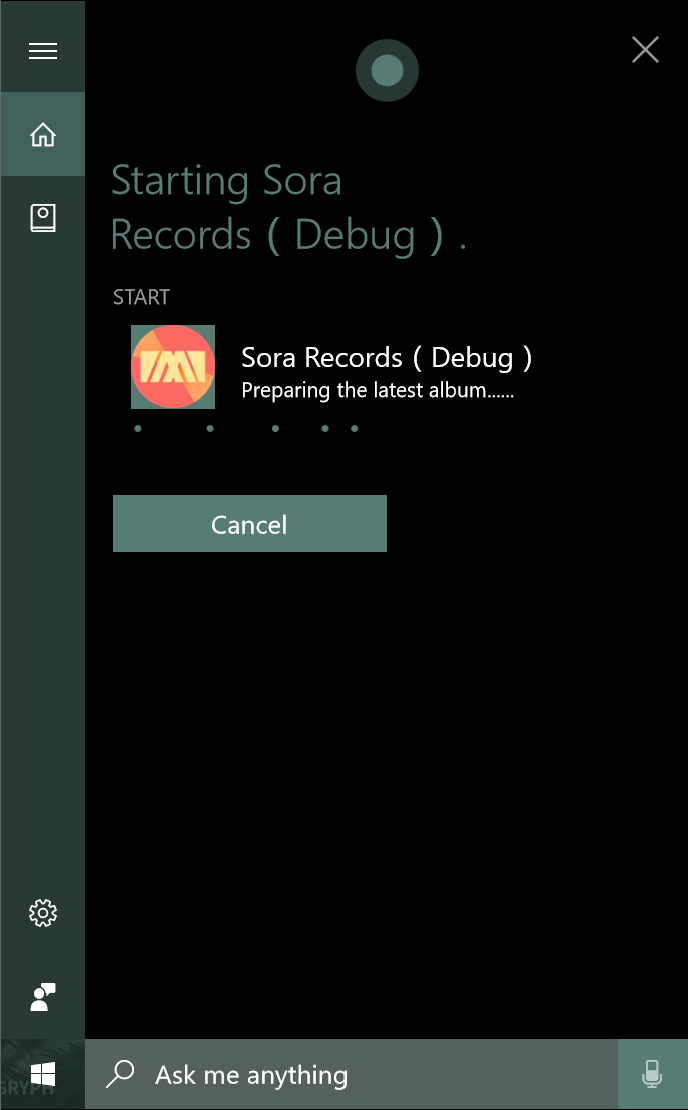 Starting Sora
Records ( Debug ) .
START
Sora Records ( Debug )
Preparing the latest album......
Cancel
Ask me anything